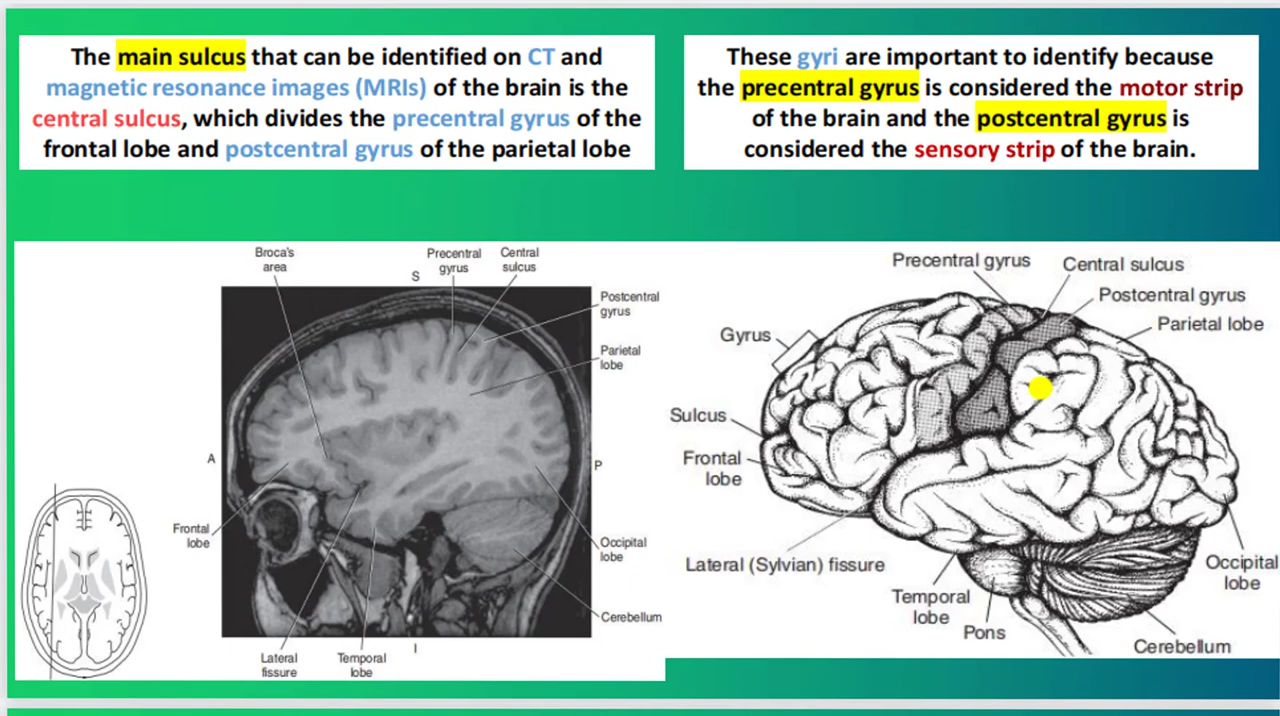 The main sulcus that can be identified on CT and
magnetic resonance images (MRIs) of the brain is the
central sulcus, which divides the precentral gyrus of the
frontal lobe and postcentral gyrus of the parietal lobe
These gyri are important to identify because
the precentral gyrus is considered the motor strip
of the brain and the postcentral gyrus is
considered the sensory strip of the brain.
Broca's
area
S
Precentral
gyrus
Central
sulcus
Postcentral
gyrus
Parietal
lobe
A
P
Frontal
lobe
Occipital
lobe
Cerebellum
Lateral
fissure
Temporal
lobe
I
Precentral gyrus
Central sulcus
Postcentral gyrus
Parietal lobe
Gyrus
Sulcus
Frontal
lobe
Lateral (Sylvian) fissure
Temporal
lobe
Pons
Occipital
lobe
Cerebellum